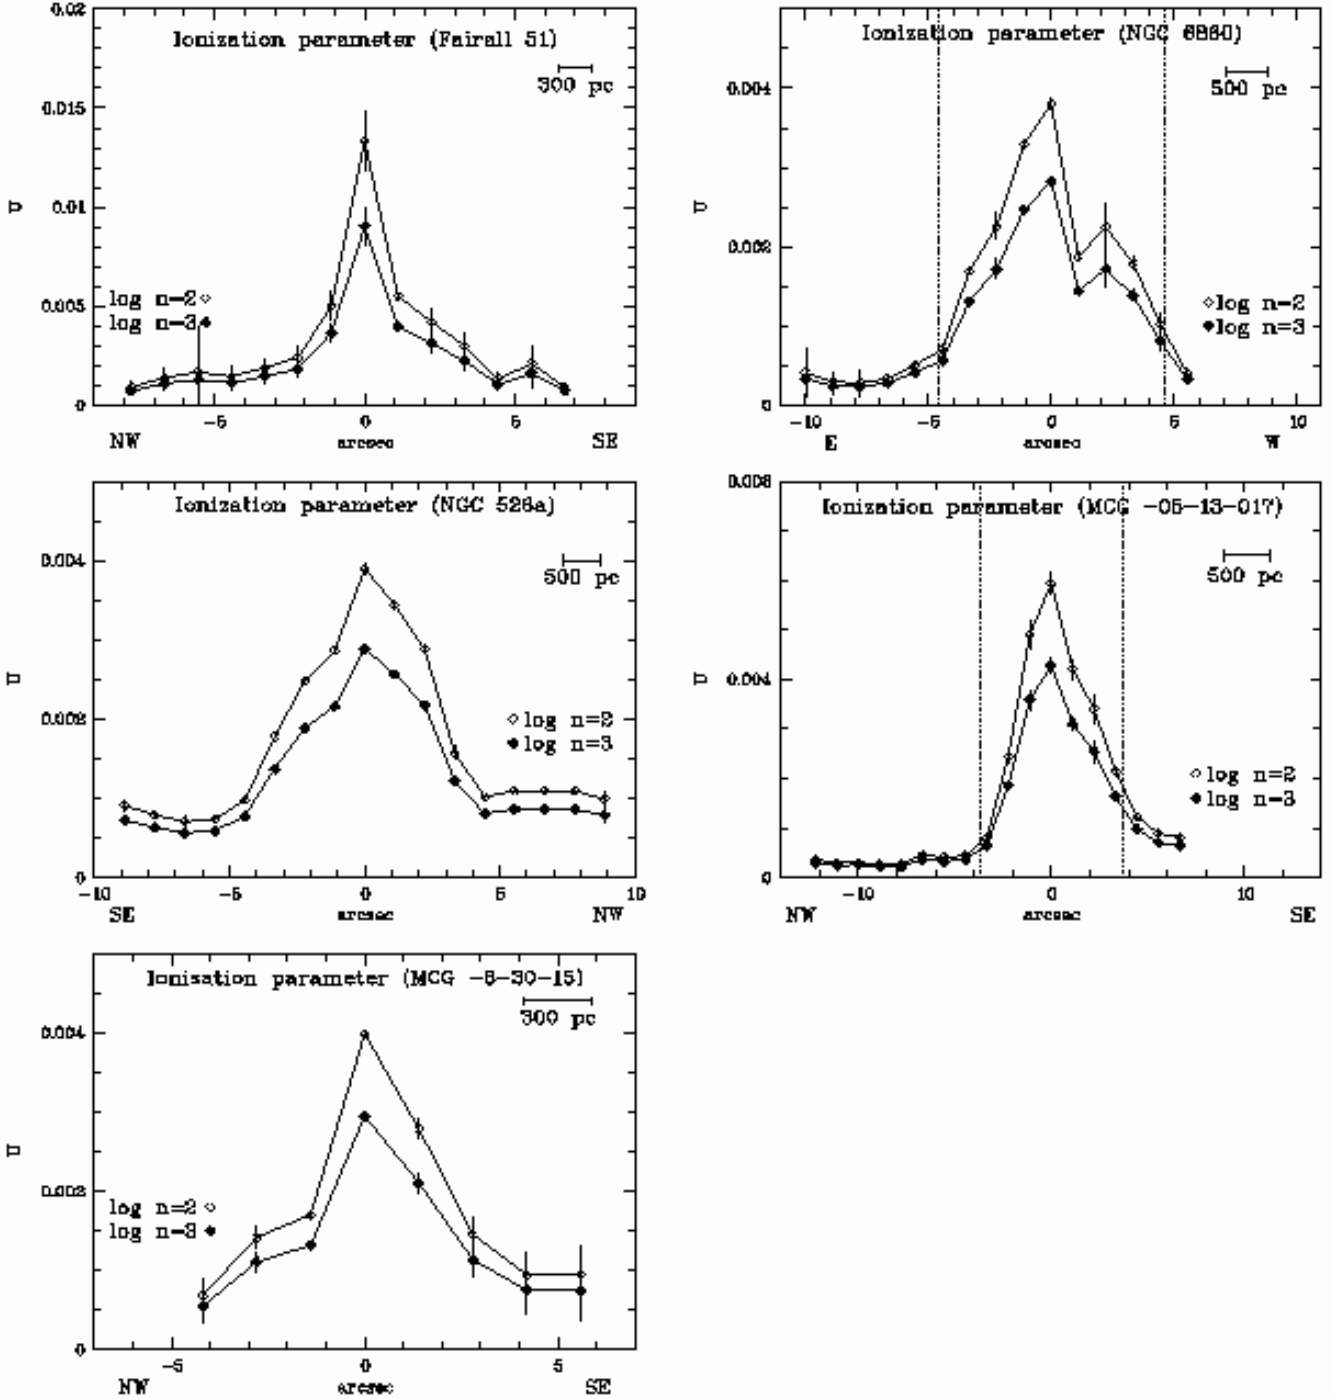 0.02
Ionization parameter (Fairall 51)
300 pc
0.015
U
0.01
log n=2
0.005
log n=3
0
-5
0
5
NW
arcsec
SE
Ionization parameter (NGC 6860)
0.004
500 pc
U
0.002
log n=2
log n=3
0
-10
-5
0
5
10
E
arcsec
W
Ionization parameter (NGC 526a)
0.004
500 pc
U
0.002
log n=2
log n=3
0
-10
-5
0
5
10
SE
arcsec
NW
0.008
Ionization parameter (MCG -05-13-017)
500 pc
U
0.004
log n=2
log n=3
0
-10
0
10
NW
arcsec
SE
Ionisation parameter (MCG -6-30-15)
300 pc
0.004
U
0.002
log n=2
log n=3
0
-5
0
5
NW
arcsec
SE